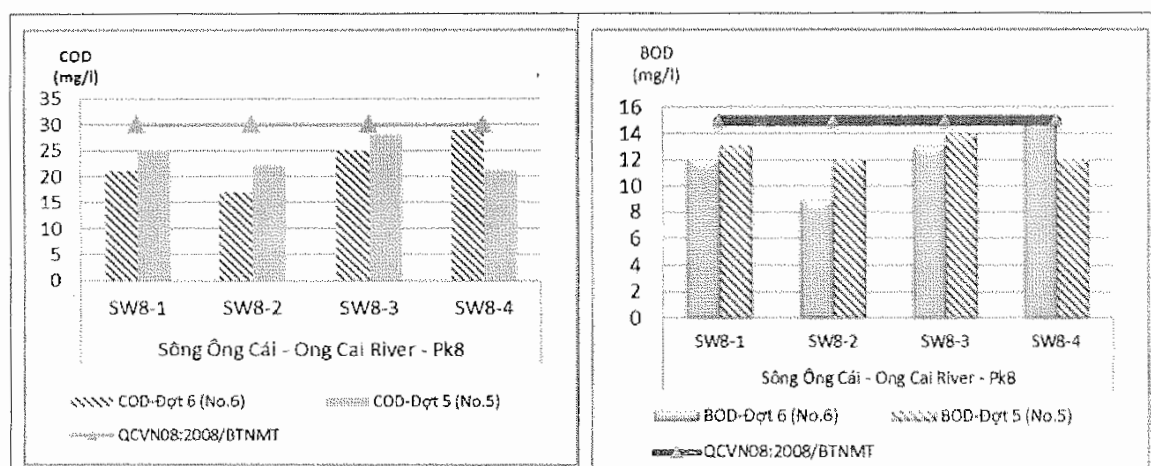 COD
(mg/l)
35
30
25
20
15
10
5
0
SW8-1 SW8-2 SW8-3 SW8-4
Sông Ông Cái - Ong Cai River - Pk8
COD-Đợt 6 (No.6) COD-Đợt 5 (No.5)
QCVN08:2008/BTNMT
BOD
(mg/l)
16
14
12
10
8
6
4
2
0
SW8-1 SW8-2 SW8-3 SW8-4
Sông Ông Cái - Ong Cai River - Pk8
BOD-Đợt 6 (No.6) BOD-Đợt 5 (No.5)
QCVN08:2008/BTNMT